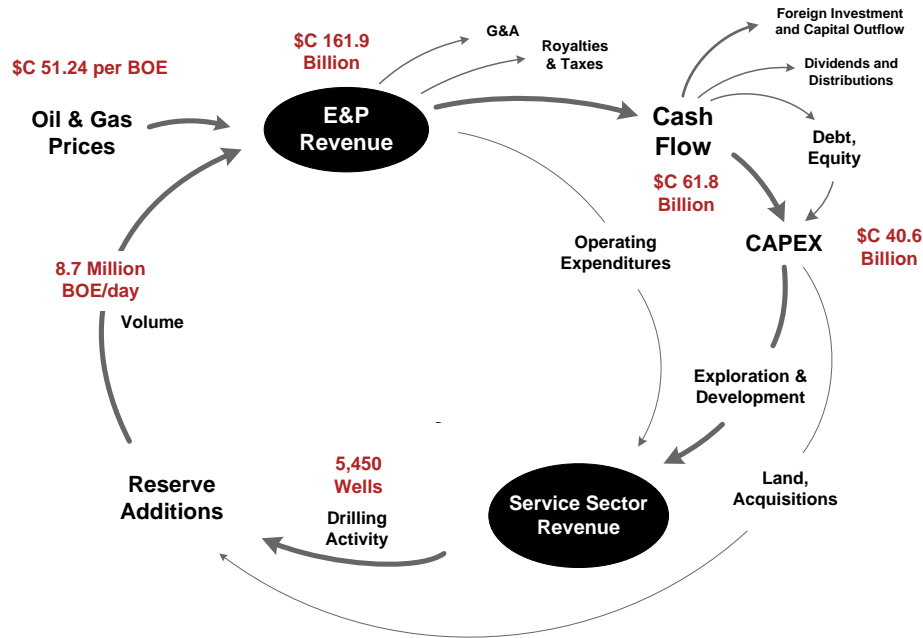 Foreign Investment
and Capital Outflow
G&A
$C 161.9
Billion
Royalties
& Taxes
$C 51.24 per BOE
Dividends and
Distributions
Oil & Gas
Prices
E&P
Revenue
Cash
Flow
Debt,
Equity
$C 61.8
Billion
CAPEX
$C 40.6
Billion
Operating
Expenditures
8.7 Million
BOE/day
Volume
Exploration &
Development
5,450
Wells
Reserve
Additions
Drilling
Activity
Service Sector
Revenue
Land,
Acquisitions